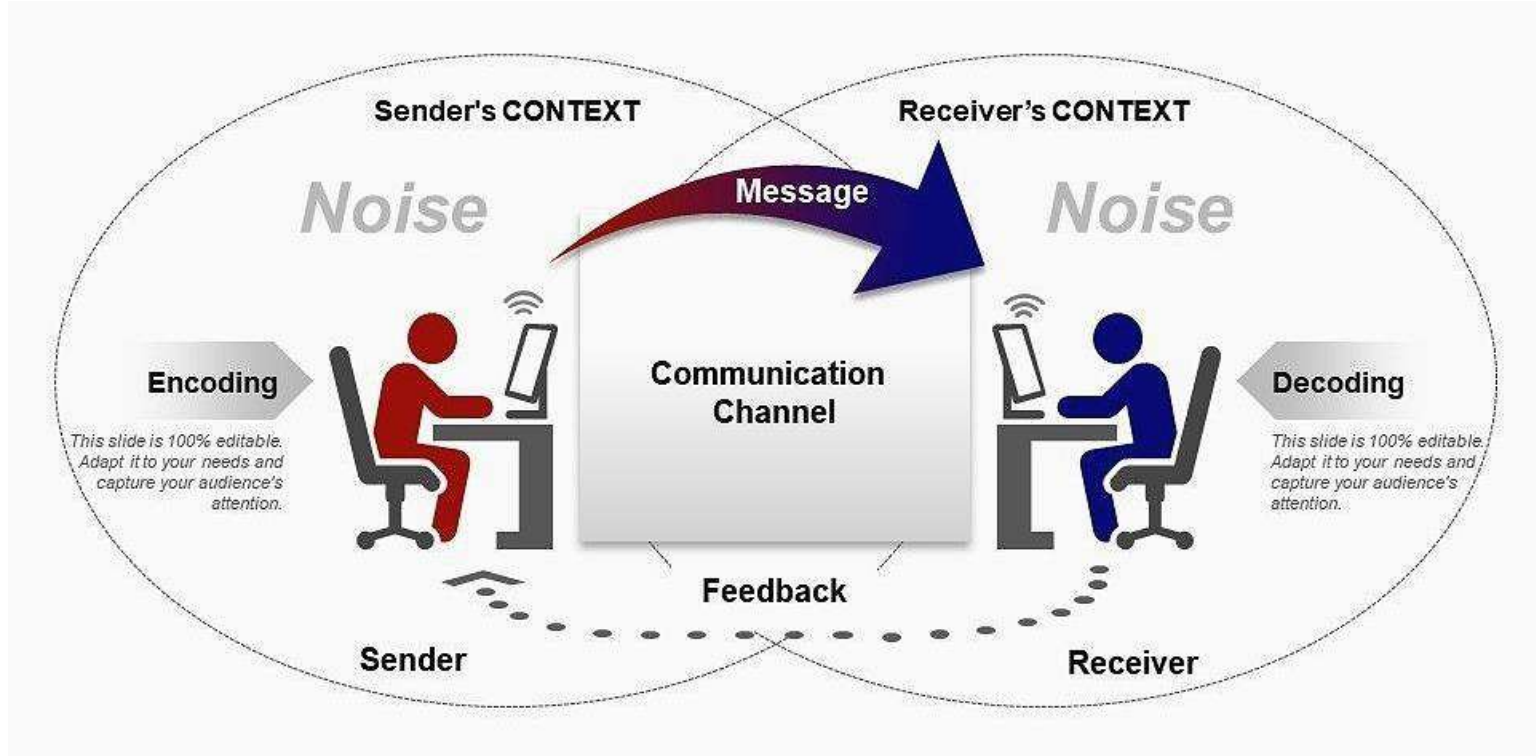 Sender's CONTEXT
Receiver's CONTEXT
Noise
Message
Noise
Encoding
This slide is 100% editable.
Adapt it to your needs and
capture your audience's
attention.
Communication
Channel
Decoding
This slide is 100% editable.
Adapt it to your needs and
capture your audience's
attention.
Feedback
Sender
Receiver